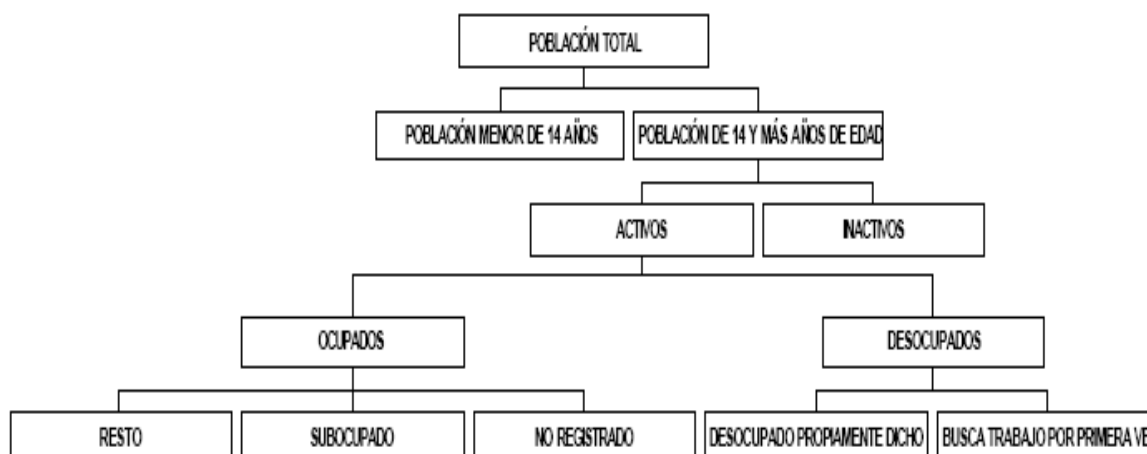 POBLACIÓN TOTAL
POBLACIÓN MENOR DE 14 AÑOS
POBLACIÓN DE 14 Y MÁS AÑOS DE EDAD
ACTIVOS
INACTIVOS
OCUPADOS
DESOCUPADOS
RESTO
SUBOCUPADO
NO REGISTRADO
DESOCUPADO PROPIAMENTE DICHO
BUSCA TRABAJO POR PRIMERA VE